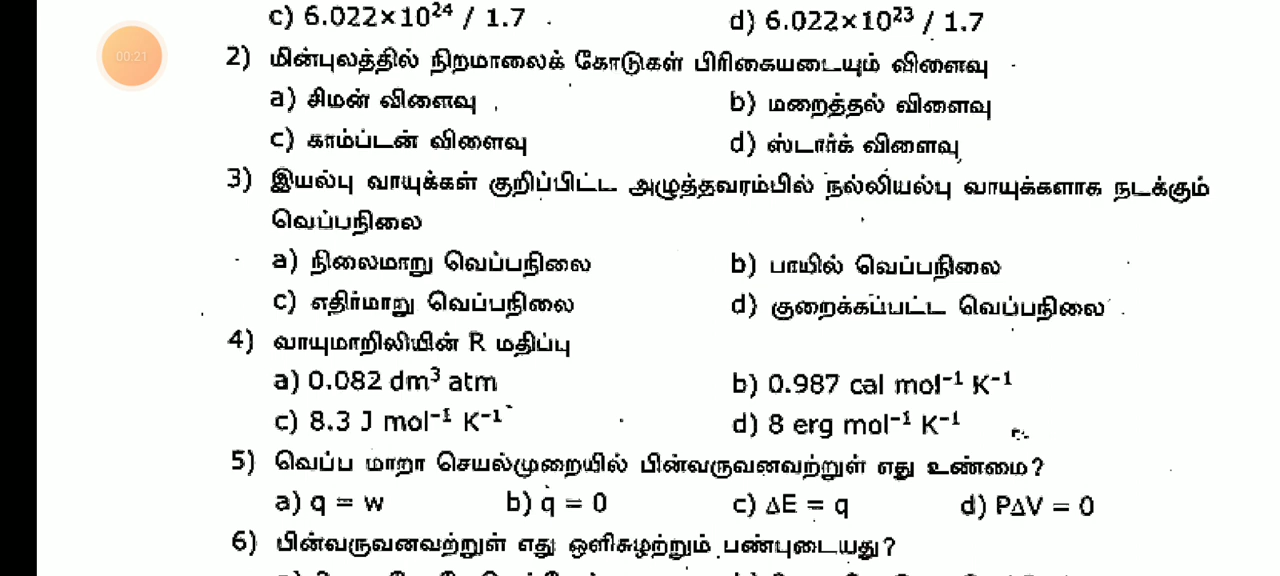 c) 6.022×10²⁴ / 1.7 d) 6.022×10²³ / 1.7
00:21
2) மின்புலத்தில் நிறமாலைக் கோடுகள் பிரிகையடையும் விளைவு
a) சிமன் விளைவு b) மறைத்தல் விளைவு
c) காம்ப்டன் விளைவு d) ஸ்டார்க் விளைவு
3) இயல்பு வாயுக்கள் குறிப்பிட்ட அழுத்தவரம்பில் நல்லியல்பு வாயுக்களாக நடக்கும்
வெப்பநிலை
a) நிலைமாறு வெப்பநிலை b) பாயில் வெப்பநிலை
c) எதிர்மாறு வெப்பநிலை d) குறைக்கப்பட்ட வெப்பநிலை
4) வாயுமாறிலியின் R மதிப்பு
a) 0.082 dm³ atm b) 0.987 cal mol⁻¹ K⁻¹
c) 8.3 J mol⁻¹ K⁻¹ d) 8 erg mol⁻¹ K⁻¹
5) வெப்ப மாறா செயல்முறையில் பின்வருவனவற்றுள் எது உண்மை?
a) q = w b) q = 0 c) ΔE = q d) PΔV = 0
6) பின்வருவனவற்றுள் எது ஒளிசுழற்றும் பண்புடையது?